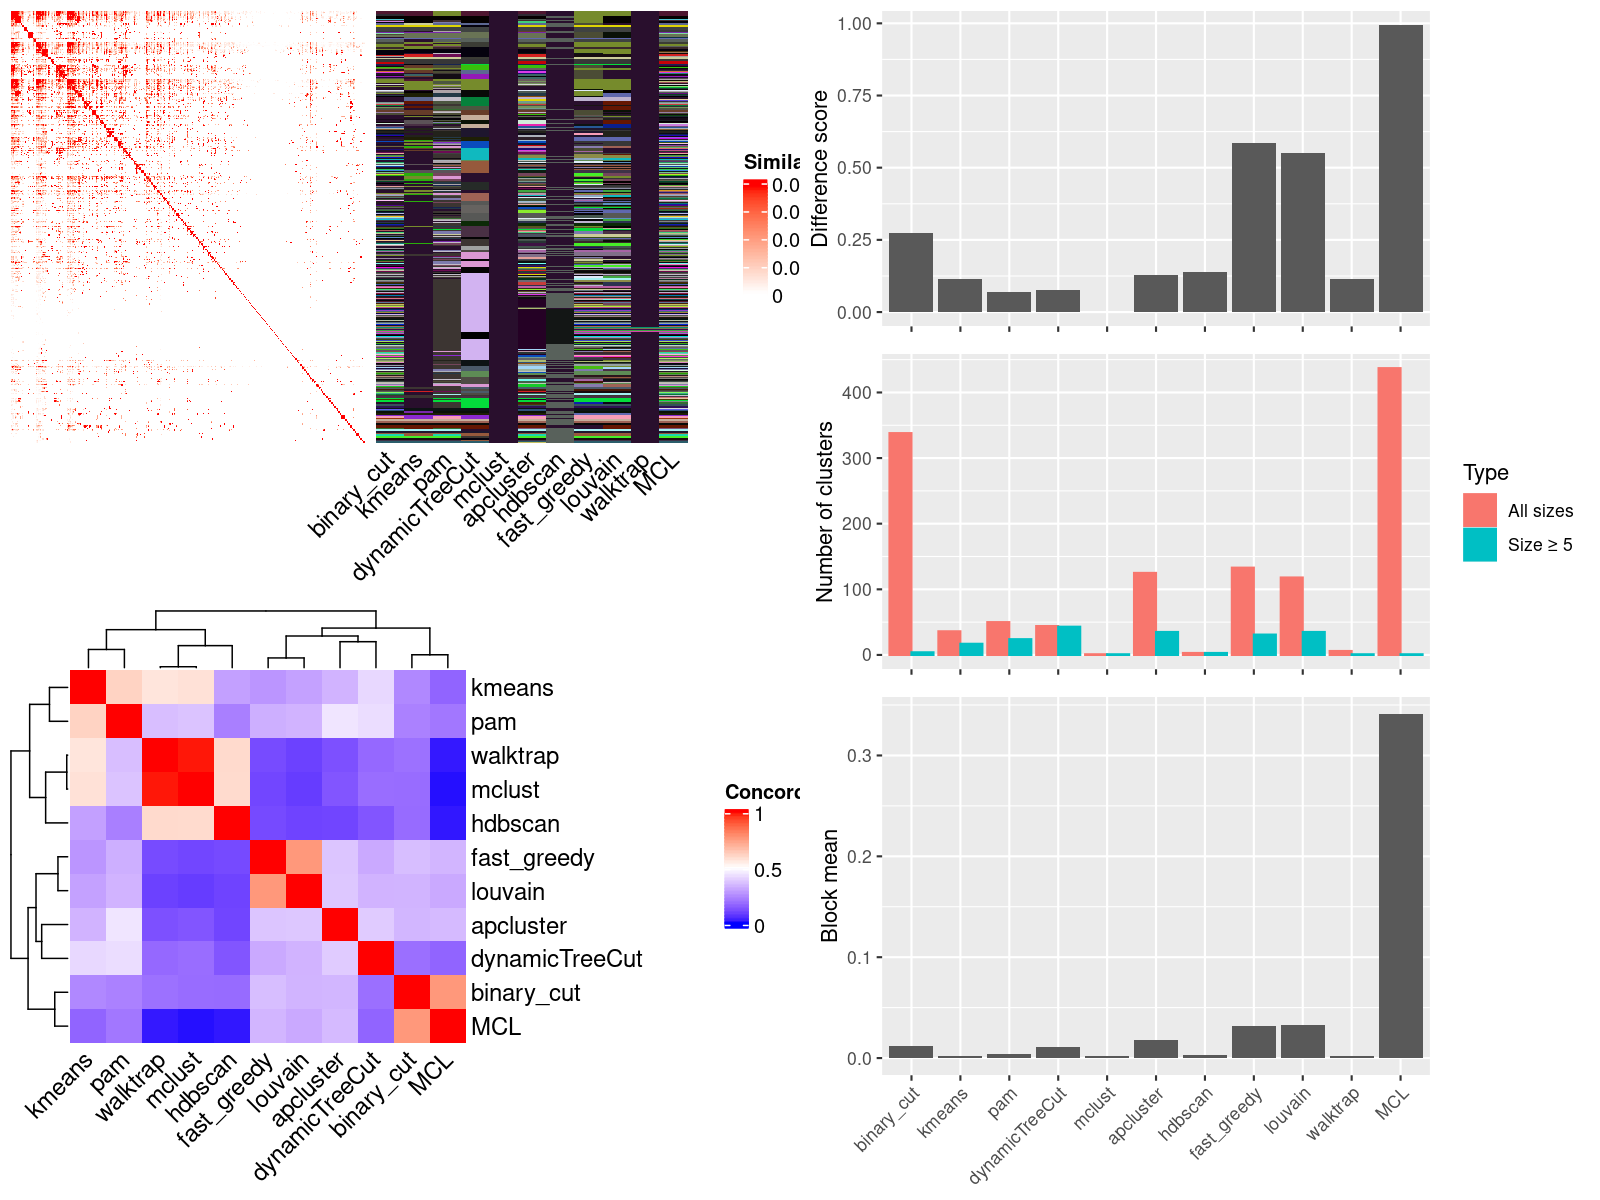 Simila
0.0
0.0
0.0
0.0
0
binary_cut
kmeans
pam
dynamicTreeCut
mclust
apcluster
hdbscan
fast_greedy
louvain
walktrap
MCL
kmeans
pam
walktrap
mclust
hdbscan
fast_greedy
louvain
apcluster
dynamicTreeCut
binary_cut
MCL
kmeans
pam
walktrap
mclust
hdbscan
fast_greedy
louvain
apcluster
dynamicTreeCut
binary_cut
MCL
Concord
1
0.5
0
Difference score
1.00
0.75
0.50
0.25
0.00
Number of clusters
400
300
200
100
0
Type
All sizes
Size ≥ 5
Block mean
0.3
0.2
0.1
0.0
binary_cut
kmeans
pam
dynamicTreeCut
mclust
apcluster
hdbscan
fast_greedy
louvain
walktrap
MCL